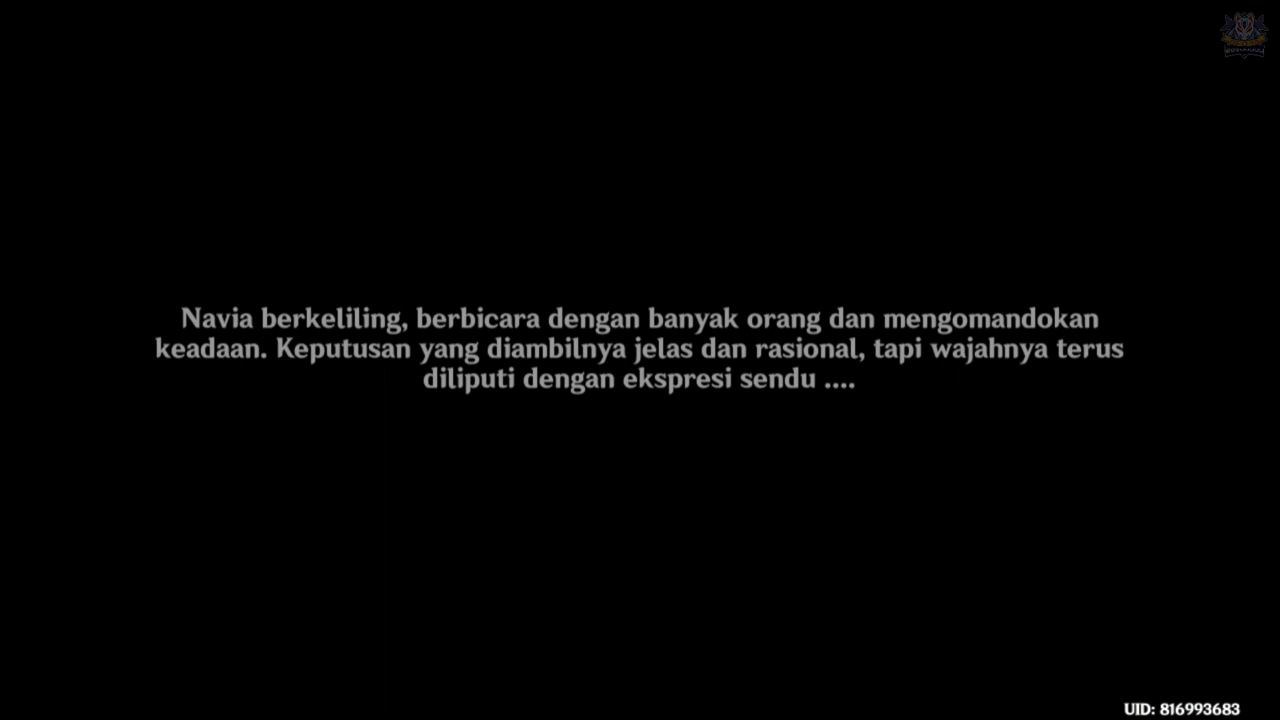 Navia berkeliling, berbicara dengan banyak orang dan mengomandokan
keadaan. Keputusan yang diambilnya jelas dan rasional, tapi wajahnya terus
diliputi dengan ekspresi sendu ....
UID: 816993683